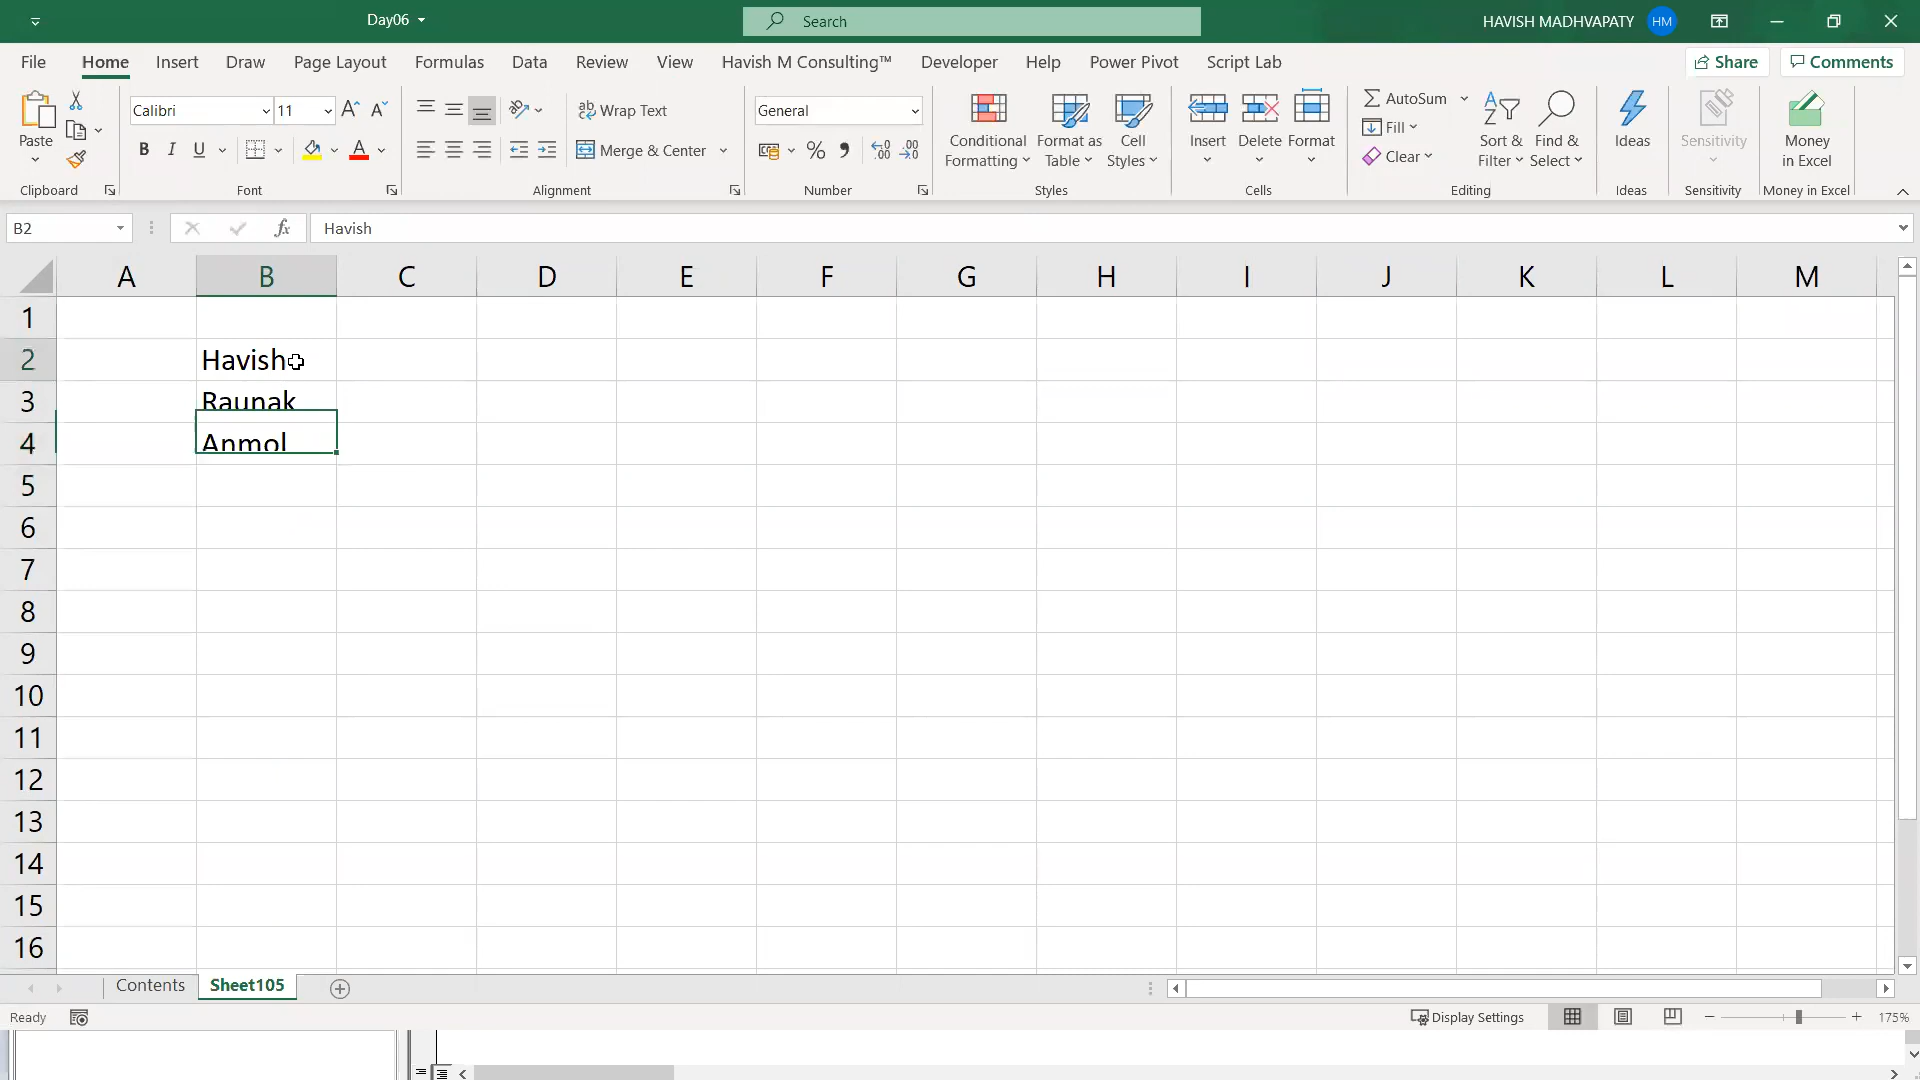 Day06
Search
HAVISH MADHVAPATY
HM
File
Home
Insert
Draw
Page Layout
Formulas
Data
Review
View
Havish M Consulting™
Developer
Help
Power Pivot
Script Lab
Share
Comments
Paste
Calibri
11
Wrap Text
Merge & Center
General
Conditional Formatting
Format as Table
Cell Styles
Insert
Delete
Format
AutoSum
Fill
Clear
Sort & Filter
Find & Select
Ideas
Sensitivity
Money in Excel
Clipboard
Font
Alignment
Number
Styles
Cells
Editing
Ideas
Sensitivity
Money in Excel
B2
fx
Havish
A B C D E F G H I J K L M
1
2 Havish
3 Raunak
4 Anmol
5
6
7
8
9
10
11
12
13
14
15
16
Contents
Sheet105
Ready
Display Settings
175%